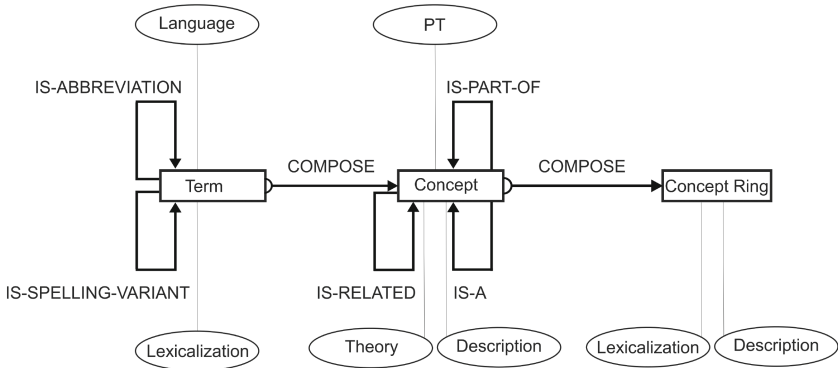 Language
PT
IS-ABBREVIATION
IS-PART-OF
COMPOSE
COMPOSE
Term
Concept
Concept Ring
IS-SPELLING-VARIANT
IS-RELATED
IS-A
Lexicalization
Theory
Description
Lexicalization
Description